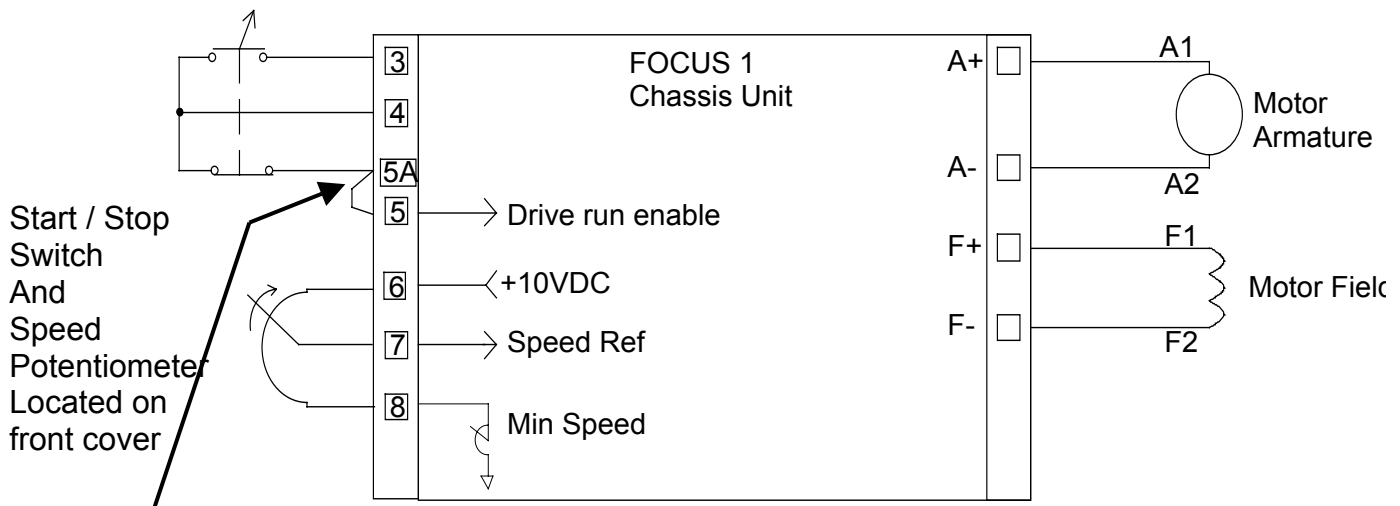 3
FOCUS 1
Chassis Unit
A+
A1
4
Motor
Armature
5A
A-
A2
Start / Stop
Switch
And
Speed
Potentiometer
Located on
front cover
5
Drive run enable
F+
F1
6
+10VDC
Motor Field
7
Speed Ref
F-
F2
8
Min Speed